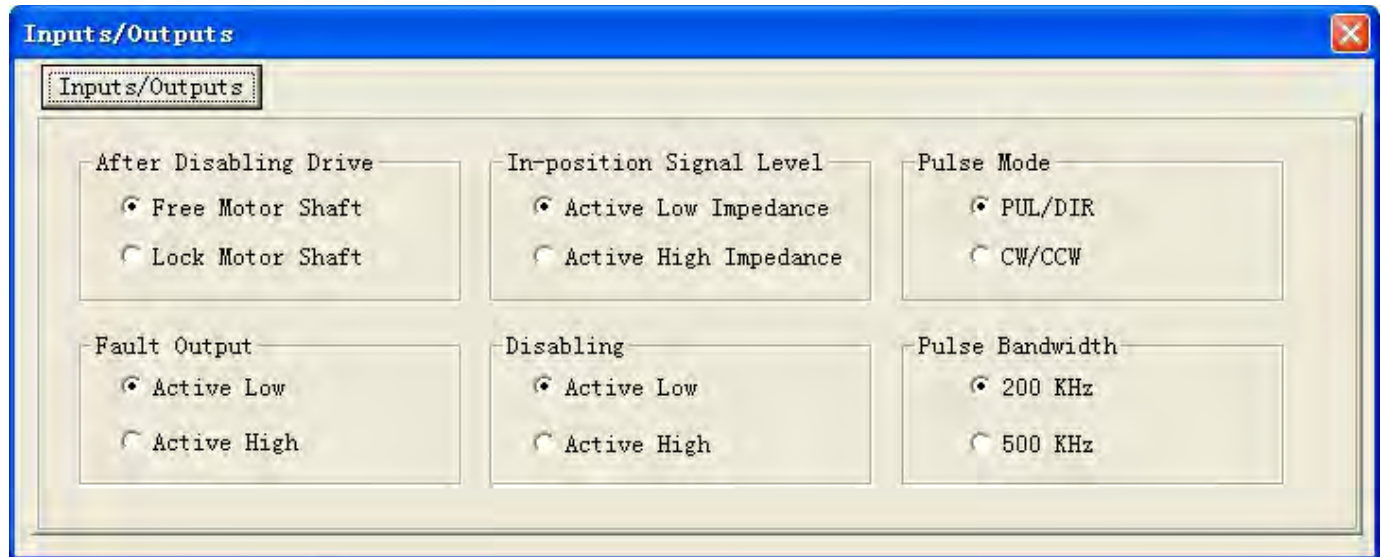 Inputs/Outputs
Inputs/Outputs
After Disabling Drive
Free Motor Shaft
Lock Motor Shaft
In-position Signal Level
Active Low Impedance
Active High Impedance
Pulse Mode
PUL/DIR
CW/CCW
Fault Output
Active Low
Active High
Disabling
Active Low
Active High
Pulse Bandwidth
200 KHz
500 KHz